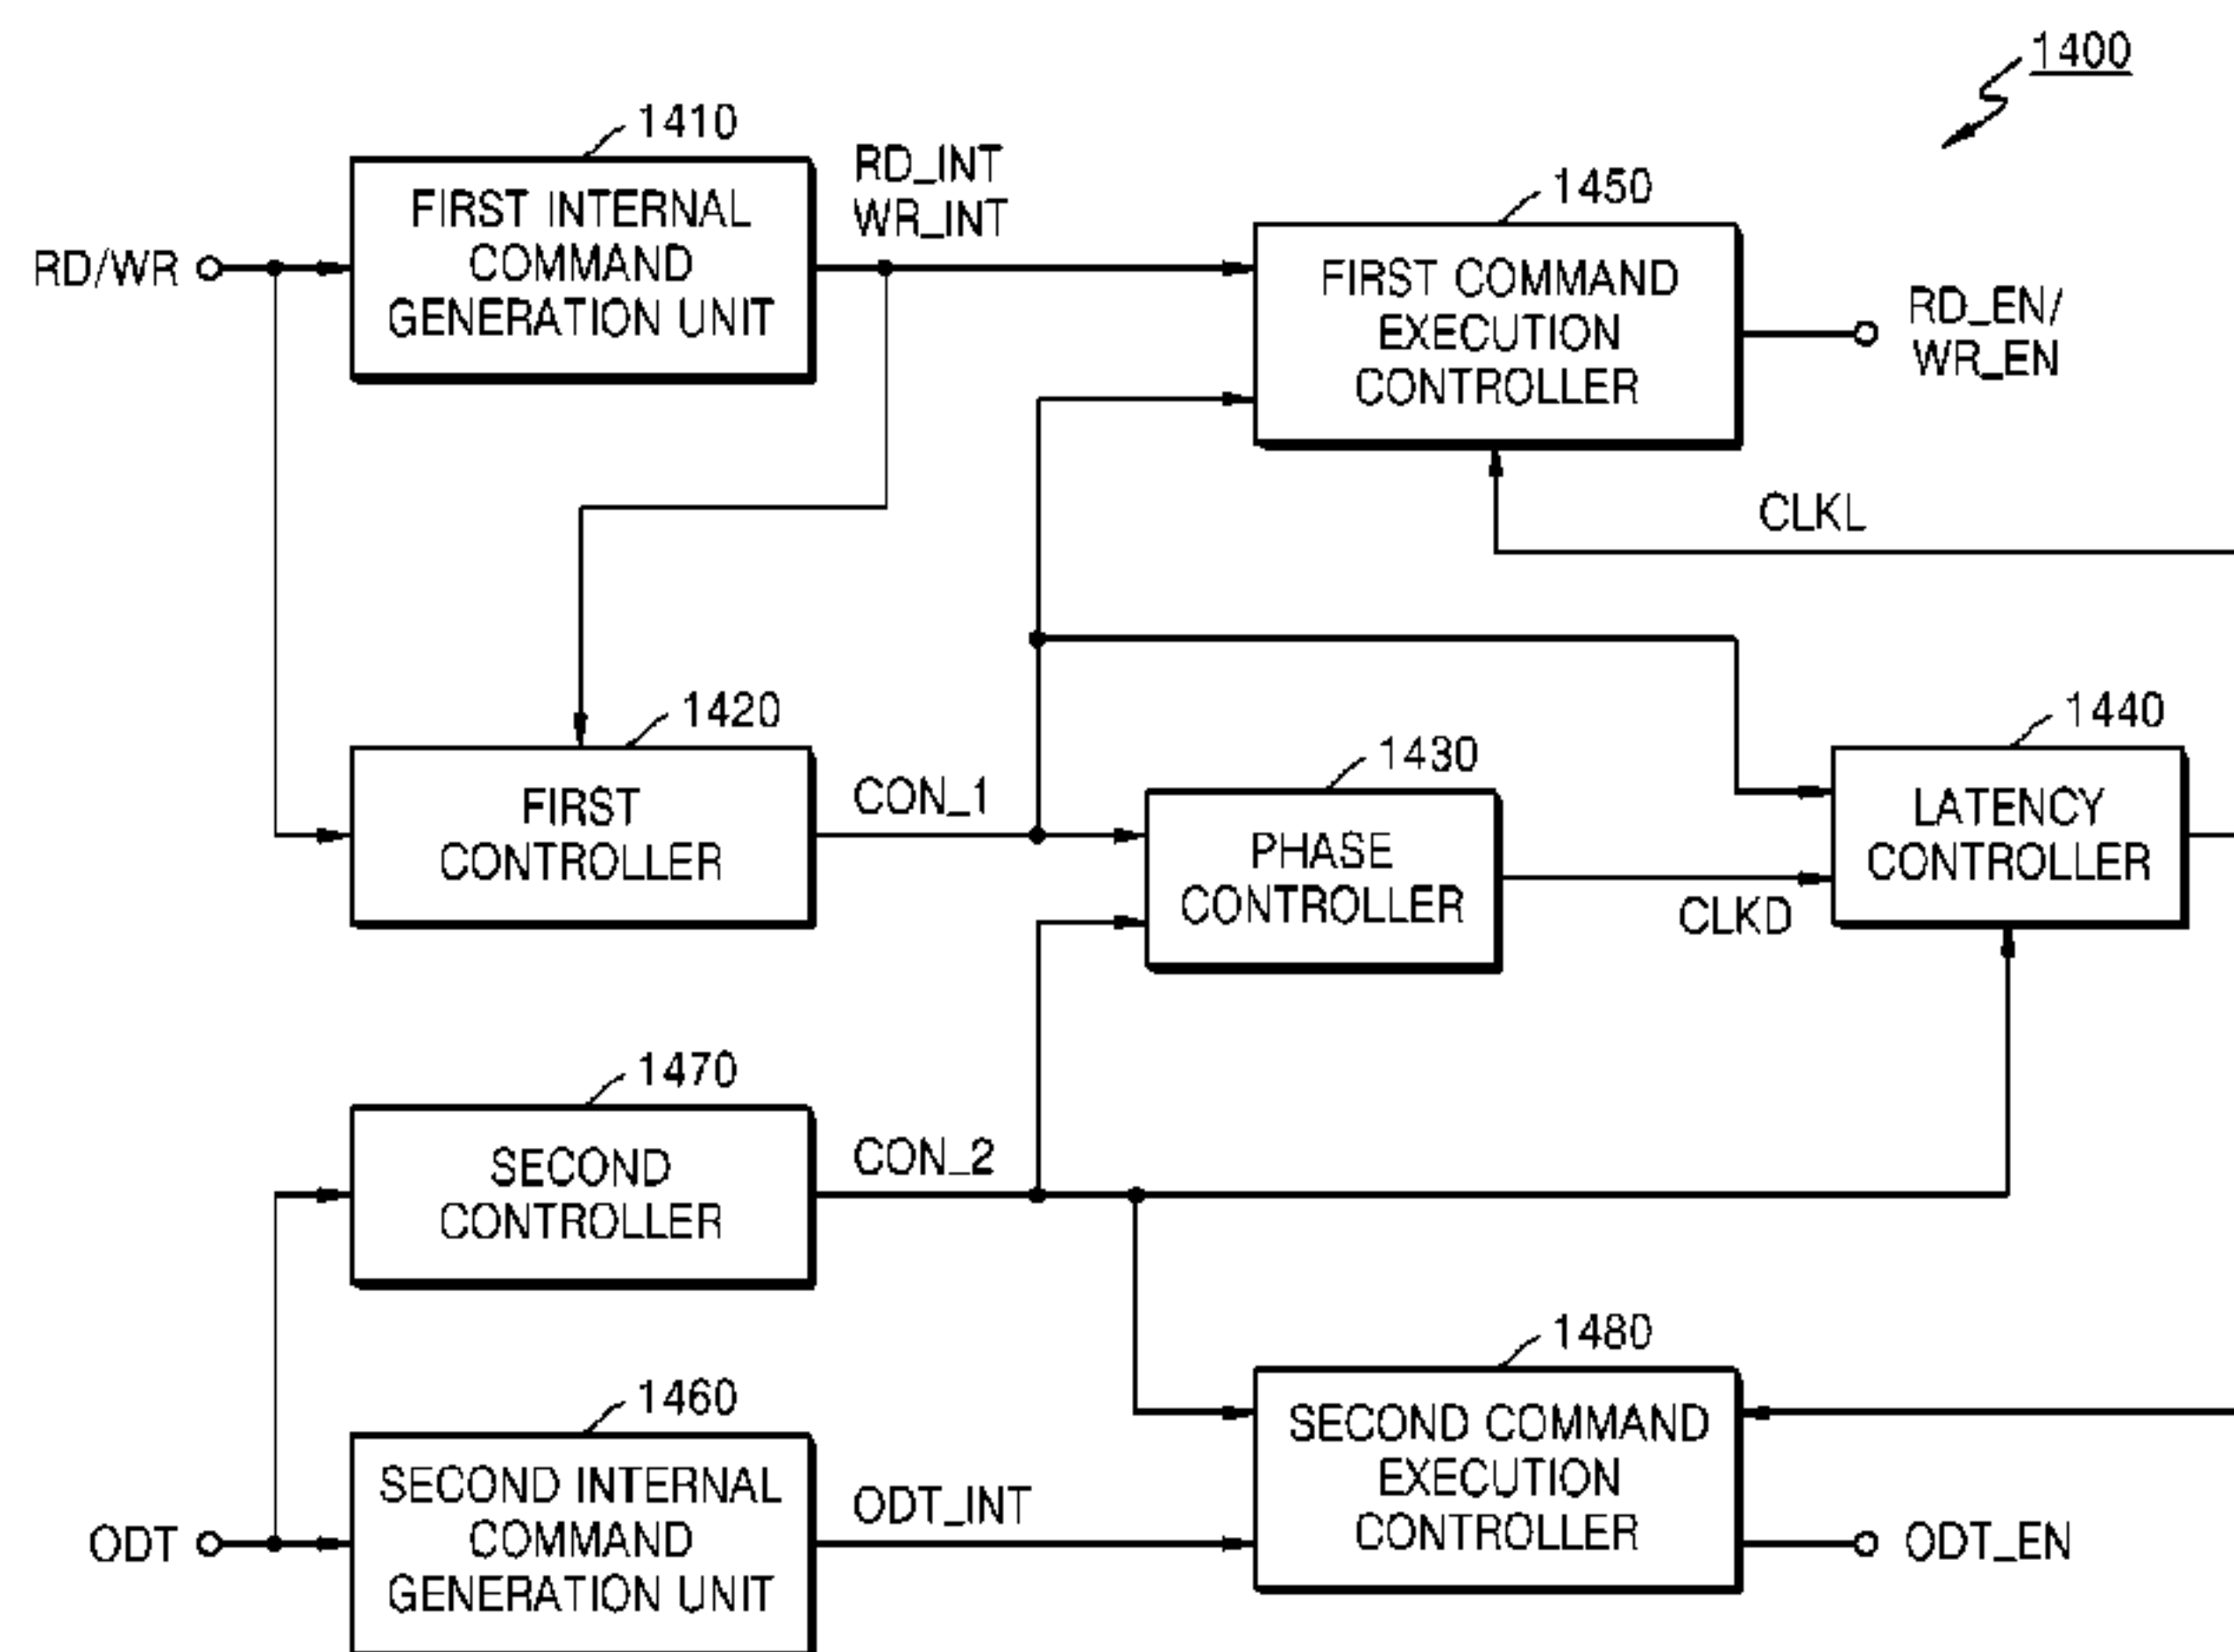 1400
1410
RD_INT
WR_INT
1450
FIRST INTERNAL
COMMAND
GENERATION UNIT
RD/WR
FIRST COMMAND
EXECUTION
CONTROLLER
RD_EN/
WR_EN
CLKL
1420
1430
1440
FIRST
CONTROLLER
CON_1
PHASE
CONTROLLER
LATENCY
CONTROLLER
CLKD
1470
SECOND
CONTROLLER
CON_2
1480
1460
SECOND COMMAND
EXECUTION
CONTROLLER
SECOND INTERNAL
COMMAND
GENERATION UNIT
ODT
ODT_INT
ODT_EN